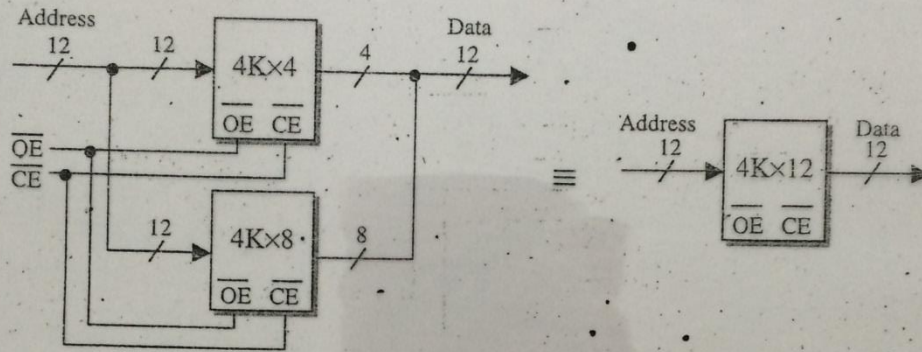 Address
12
12
4K×4
4
Data
12
OE CE
OE
CE
12
4K×8
8
OE CE
≡
Address
12
4K×12
Data
12
OE CE